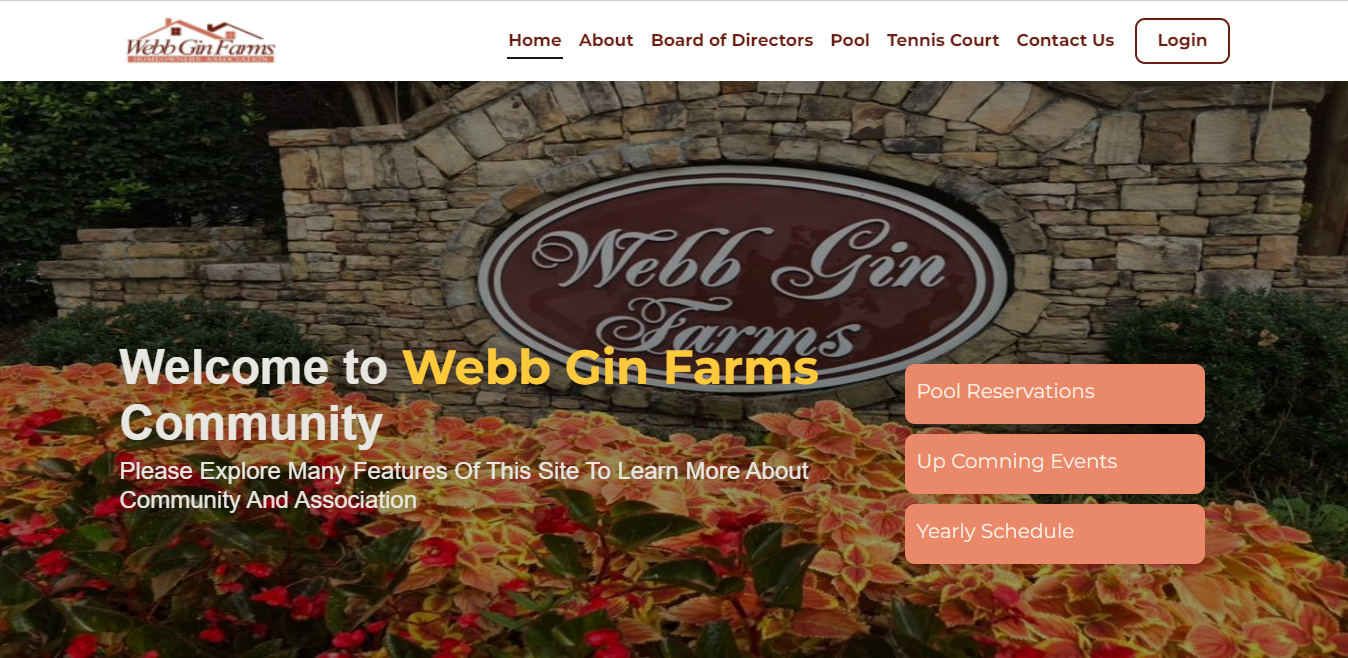 Webb Gin Farms
HOMEOWNERS ASSOCIATION
Home About Board of Directors Pool Tennis Court Contact Us Login
Webb Gin
Farms
Welcome to Webb Gin Farms
Community
Please Explore Many Features Of This Site To Learn More About
Community And Association
Pool Reservations
Up Comning Events
Yearly Schedule